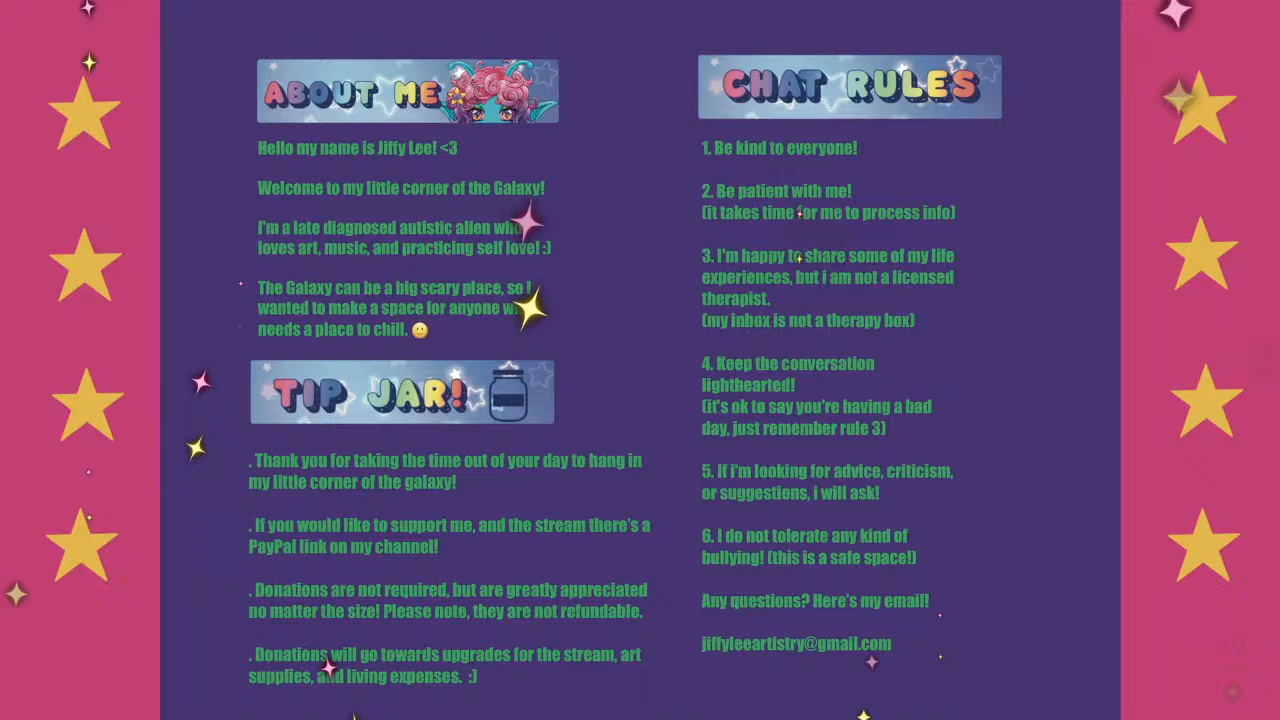 ABOUT ME
Hello my name is Jiffy Lee! <3
Welcome to my little corner of the Galaxy!
I'm a late diagnosed autistic alien who
loves art, music, and practicing self love! :)
The Galaxy can be a big scary place, so I
wanted to make a space for anyone
needs a place to chill. 🙂
TIP JAR!
. Thank you for taking the time out of your day to hang in
my little corner of the galaxy!
. If you would like to support me, and the stream there's a
PayPal link on my channel!
. Donations are not required, but are greatly appreciated
no matter the size! Please note, they are not refundable.
. Donations will go towards upgrades for the stream, art
supplies, and living expenses.  :)
CHAT RULES
1. Be kind to everyone!
2. Be patient with me!
(it takes time for me to process info)
3. I'm happy to share some of my life
experiences, but i am not a licensed
therapist.
(my inbox is not a therapy box)
4. Keep the conversation
lighthearted!
(it's ok to say you're having a bad
day, just remember rule 3)
5. If i'm looking for advice, criticism,
or suggestions, i will ask!
6. I do not tolerate any kind of
bullying! (this is a safe space!)
Any questions? Here's my email!
jiffyleeartistry@gmail.com